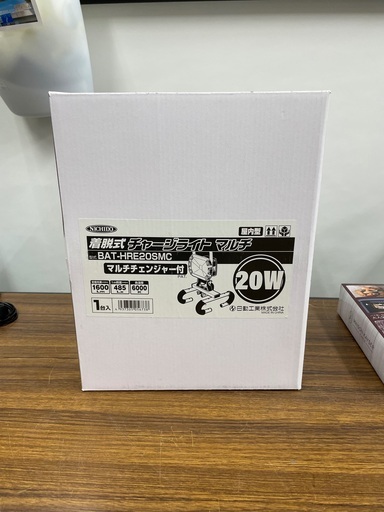 NICHIDO
着脱式 チャージライト マルチ
屋内型
BAT-HRE20SMC
マルチチェンジャー付
20W
1600
485
6000
1台入
日動工業株式会社